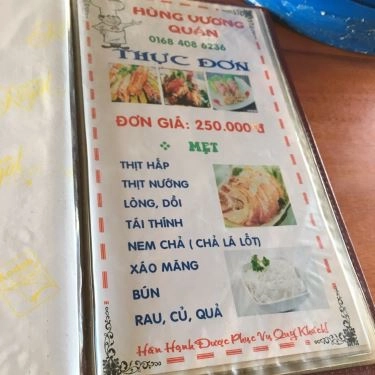 HÙNG VƯƠNG
QUÁN
0168 408 6236
THỰC ĐƠN
ĐƠN GIÁ: 250.000 đ
MẸT
THỊT HẤP
THỊT NƯỚNG
LÒNG, DỒI
TÁI THÍNH
NEM CHẢ ( CHẢ LÁ LỐT)
XÁO MĂNG
BÚN
RAU, CỦ, QUẢ
Hân Hạnh Được Phục Vụ Quý Khách!